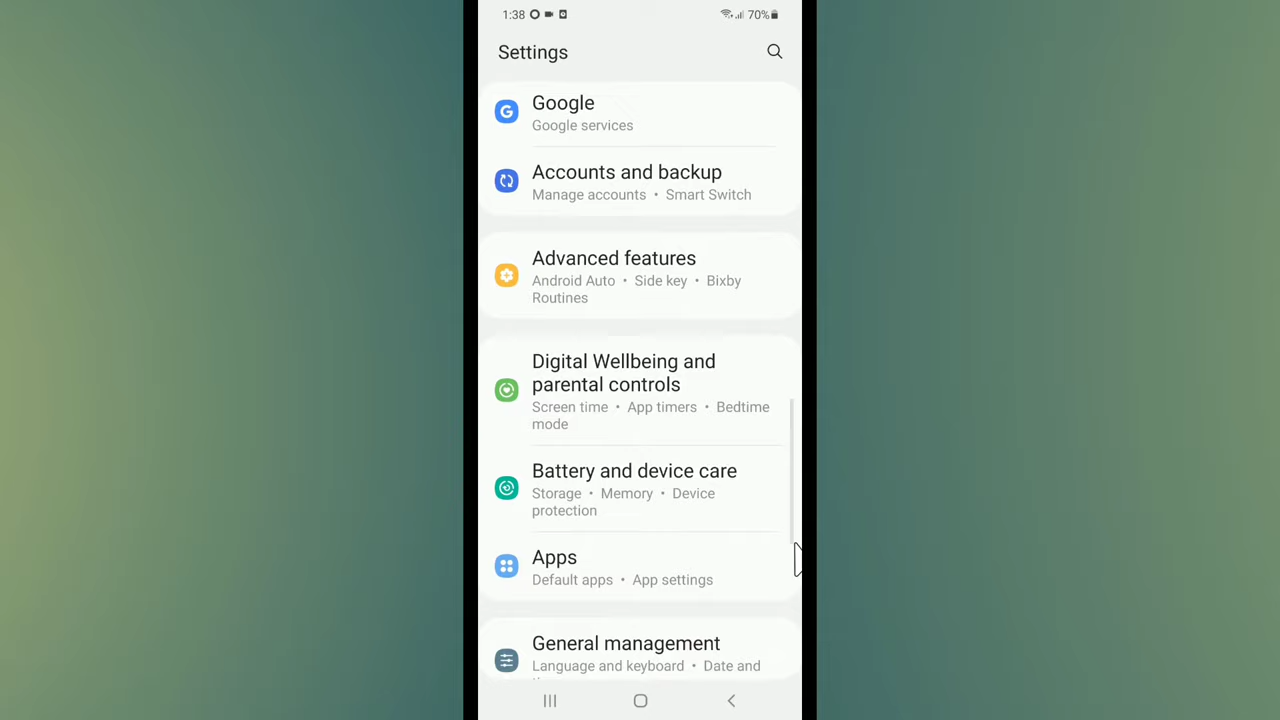 1:38
70%
Settings
Google
Google services
Accounts and backup
Manage accounts • Smart Switch
Advanced features
Android Auto • Side key • Bixby
Routines
Digital Wellbeing and
parental controls
Screen time • App timers • Bedtime
mode
Battery and device care
Storage • Memory • Device
protection
Apps
Default apps • App settings
General management
Language and keyboard • Date and